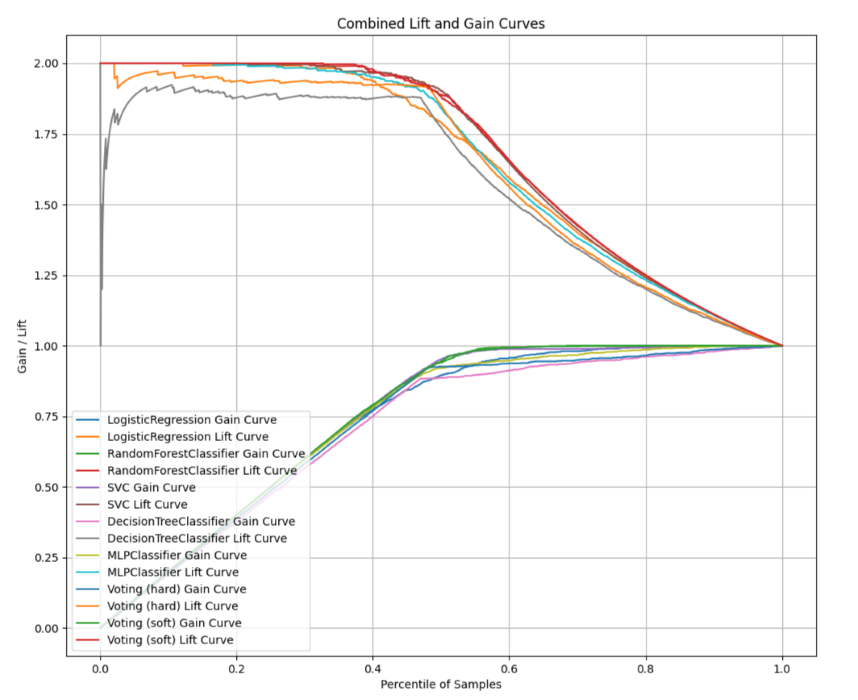 Combined Lift and Gain Curves
Gain / Lift
2.00
1.75
1.50
1.25
1.00
0.75
0.50
0.25
0.00
LogisticRegression Gain Curve
LogisticRegression Lift Curve
RandomForestClassifier Gain Curve
RandomForestClassifier Lift Curve
SVC Gain Curve
SVC Lift Curve
DecisionTreeClassifier Gain Curve
DecisionTreeClassifier Lift Curve
MLPClassifier Gain Curve
MLPClassifier Lift Curve
Voting (hard) Gain Curve
Voting (hard) Lift Curve
Voting (soft) Gain Curve
Voting (soft) Lift Curve
0.0 0.2 0.4 0.6 0.8 1.0
Percentile of Samples